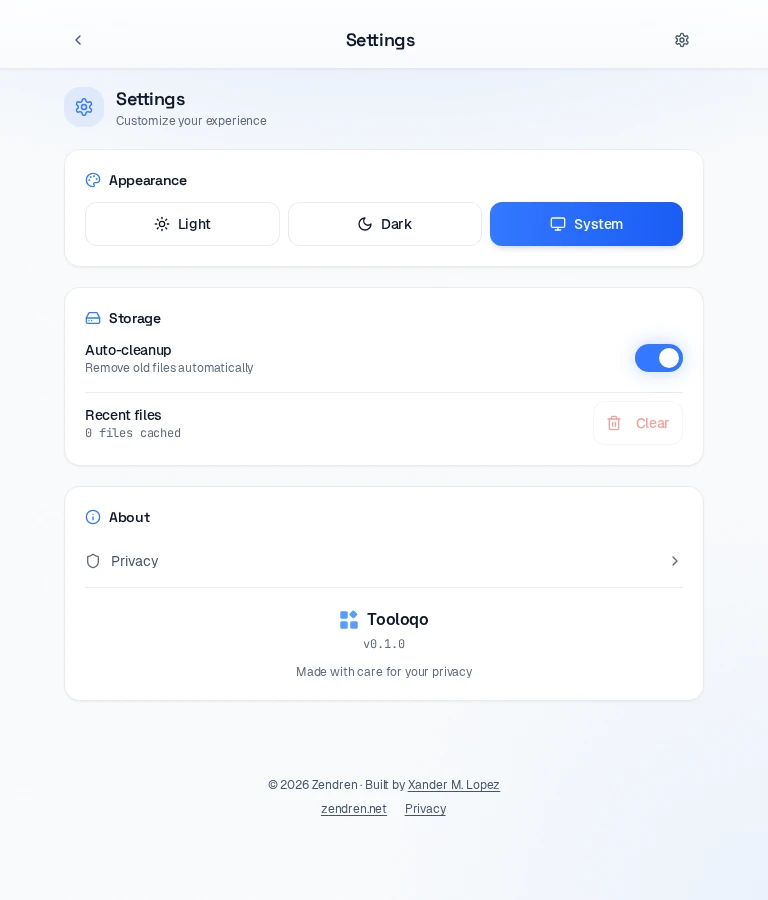 Settings
Settings
Customize your experience
Appearance
Light
Dark
System
Storage
Auto-cleanup
Remove old files automatically
Recent files
0 files cached
Clear
About
Privacy
Tooloqo
v0.1.0
Made with care for your privacy
© 2026 Zendren · Built by Xander M. Lopez
zendren.net Privacy